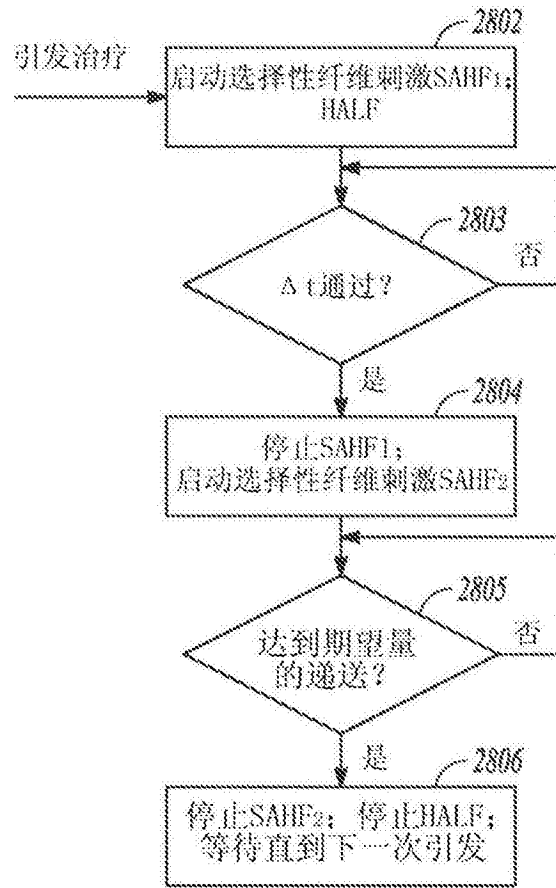 2802
引发治疗
启动选择性纤维刺激SAHF₁;
HALF
2803
Δt通过?
否
是
2804
停止SAHF1;
启动选择性纤维刺激SAHF₂
2805
达到期望量
的递送?
否
是
2806
停止SAHF₂; 停止HALF;
等待直到下一次引发